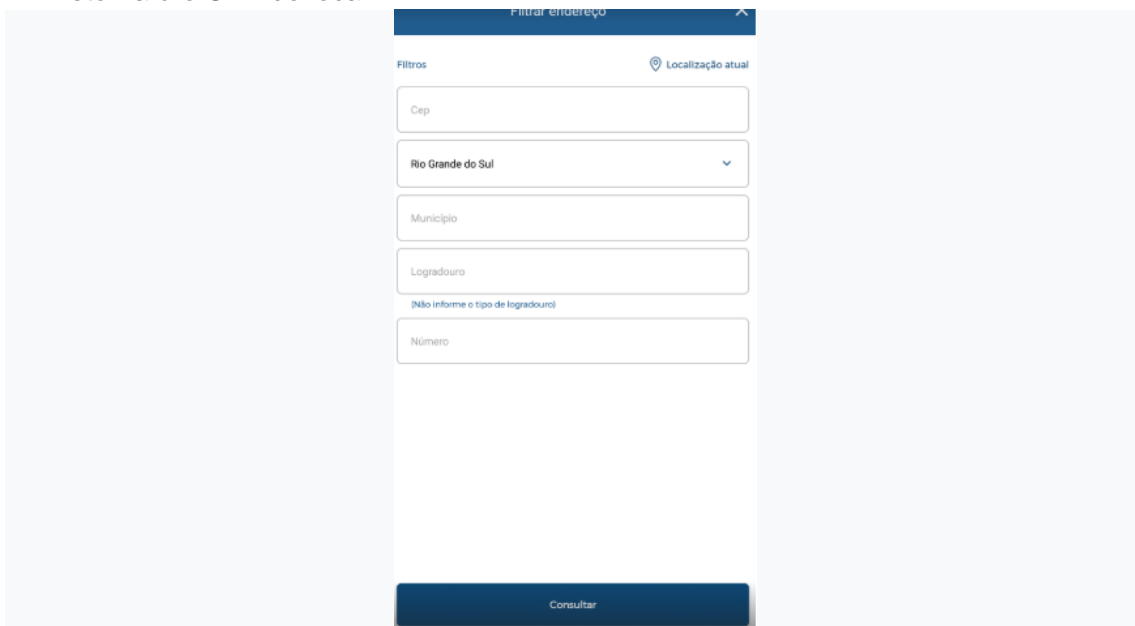 Filtrar endereço
Filtros
Localização atual
Cep
Rio Grande do Sul
Município
Logradouro
(Não informe o tipo de logradouro)
Número
Consultar